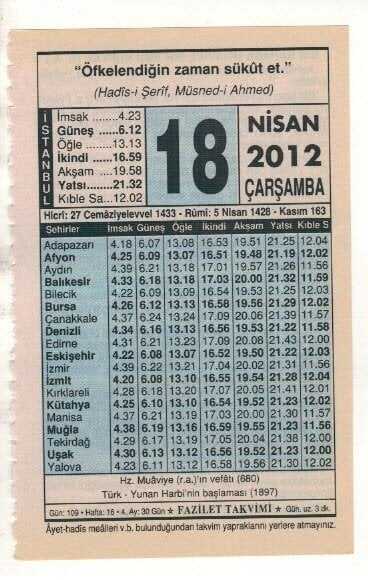 “Öfkelendiğin zaman sükût et.”
(Hadîs-i Şerîf, Müsned-i Ahmed)
İSTANBUL
İmsak ........4.23
Güneş ......6.12
Öğle .......13.13
İkindi ......16.59
Akşam ....19.58
Yatsı.......21.32
Kıble Sa...12.02
18
NİSAN
2012
ÇARŞAMBA
Hicrî: 27 Cemâziyelevvel 1433 - Rûmî: 5 Nisan 1428 - Kasım 163
Şehirler İmsak Güneş Öğle İkindi Akşam Yatsı Kıble S
Adapazarı 4.18 6.07 13.08 16.53 19.51 21.25 12.04
Afyon 4.25 6.09 13.07 16.51 19.48 21.19 12.02
Aydın 4.39 6.21 13.18 17.01 19.57 21.26 11.56
Balıkesir 4.33 6.18 13.18 17.03 20.00 21.32 11.59
Bilecik 4.22 6.09 13.09 16.54 19.53 21.25 12.03
Bursa 4.26 6.12 13.13 16.58 19.56 21.29 12.02
Çanakkale 4.37 6.24 13.24 17.09 20.06 21.39 11.57
Denizli 4.34 6.16 13.13 16.56 19.53 21.22 11.58
Edirne 4.31 6.21 13.23 17.09 20.08 21.43 12.00
Eskişehir 4.22 6.08 13.07 16.52 19.50 21.22 12.03
İzmir 4.39 6.22 13.21 17.04 20.02 21.31 11.56
İzmit 4.20 6.08 13.10 16.55 19.54 21.28 12.04
Kırklareli 4.28 6.18 13.20 17.07 20.05 21.41 12.01
Kütahya 4.25 6.10 13.10 16.54 19.52 21.23 12.02
Manisa 4.37 6.21 13.19 17.03 20.00 21.30 11.57
Muğla 4.38 6.19 13.16 16.59 19.55 21.23 11.56
Tekirdağ 4.29 6.17 13.19 17.05 20.03 21.38 12.00
Uşak 4.30 6.13 13.12 16.56 19.52 21.23 12.00
Yalova 4.23 6.11 13.12 16.58 19.56 21.30 12.02
Hz. Muâviye (r.a.)'ın vefâtı (680)
Türk - Yunan Harbi'nin başlaması (1897)
Gün: 109 • Hafta: 16 • 4. Ay: 30 Gün ★ FAZİLET TAKVİMİ ★ Gün. uz. 3 dk.
Âyet-hadîs meâlleri v.b. bulunduğundan takvim yapraklarını yerlere atmayınız.